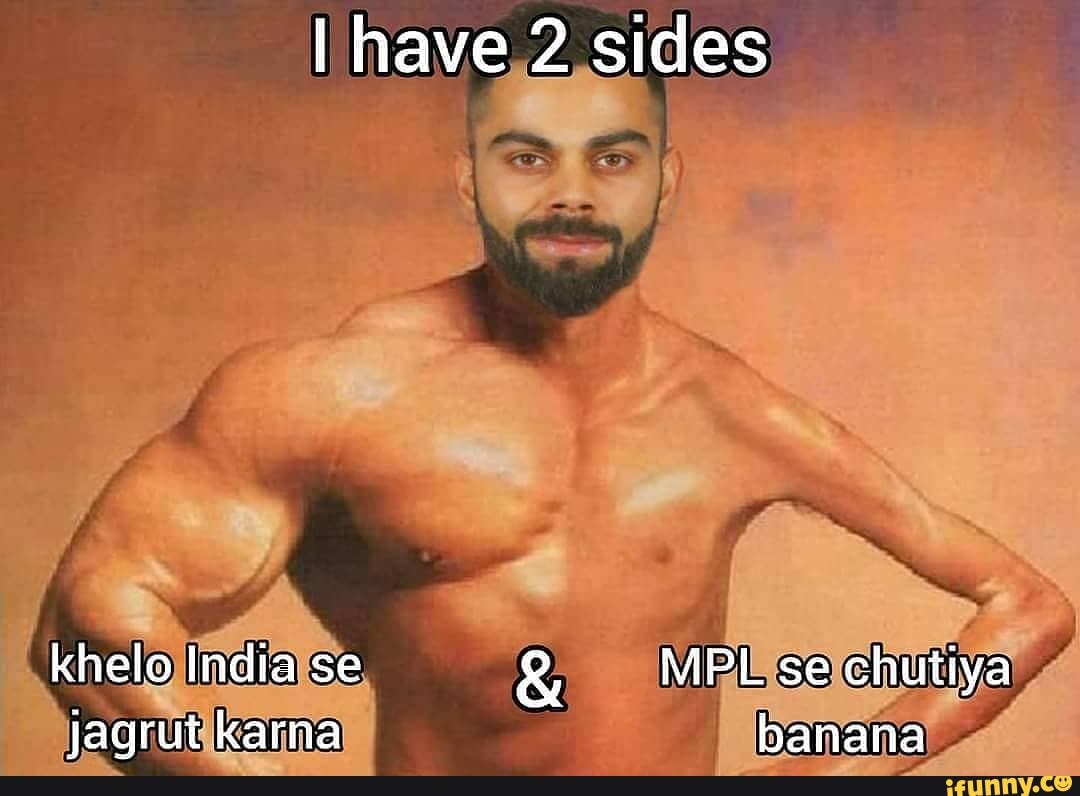 I have 2 sides
khelo India se
jagrut karna
&
MPL se chutiya
banana
ifunny.co